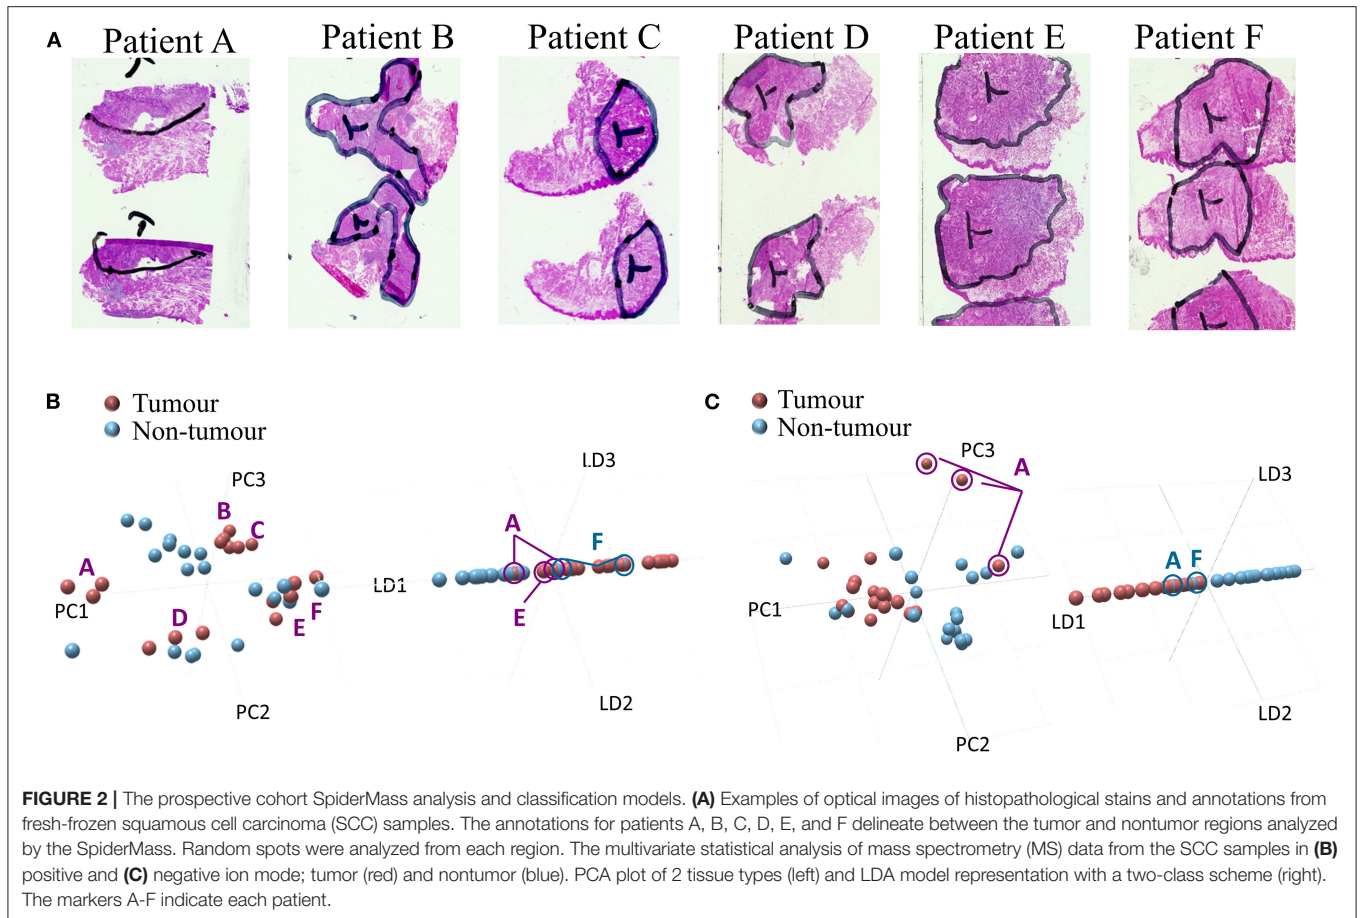 A
Patient A
Patient B
Patient C
Patient D
Patient E
Patient F
T
T
T
T
T
T
T
T
T
T
T
T
T
B
Tumour
Non-tumour
PC3
B
C
A
PC1
D
E
F
PC2
LD3
A
F
LD1
E
LD2
C
Tumour
Non-tumour
PC3
A
PC1
PC2
LD3
A
F
LD1
LD2
FIGURE 2 | The prospective cohort SpiderMass analysis and classification models. (A) Examples of optical images of histopathological stains and annotations from
fresh-frozen squamous cell carcinoma (SCC) samples. The annotations for patients A, B, C, D, E, and F delineate between the tumor and nontumor regions analyzed
by the SpiderMass. Random spots were analyzed from each region. The multivariate statistical analysis of mass spectrometry (MS) data from the SCC samples in (B)
positive and (C) negative ion mode; tumor (red) and nontumor (blue). PCA plot of 2 tissue types (left) and LDA model representation with a two-class scheme (right).
The markers A-F indicate each patient.